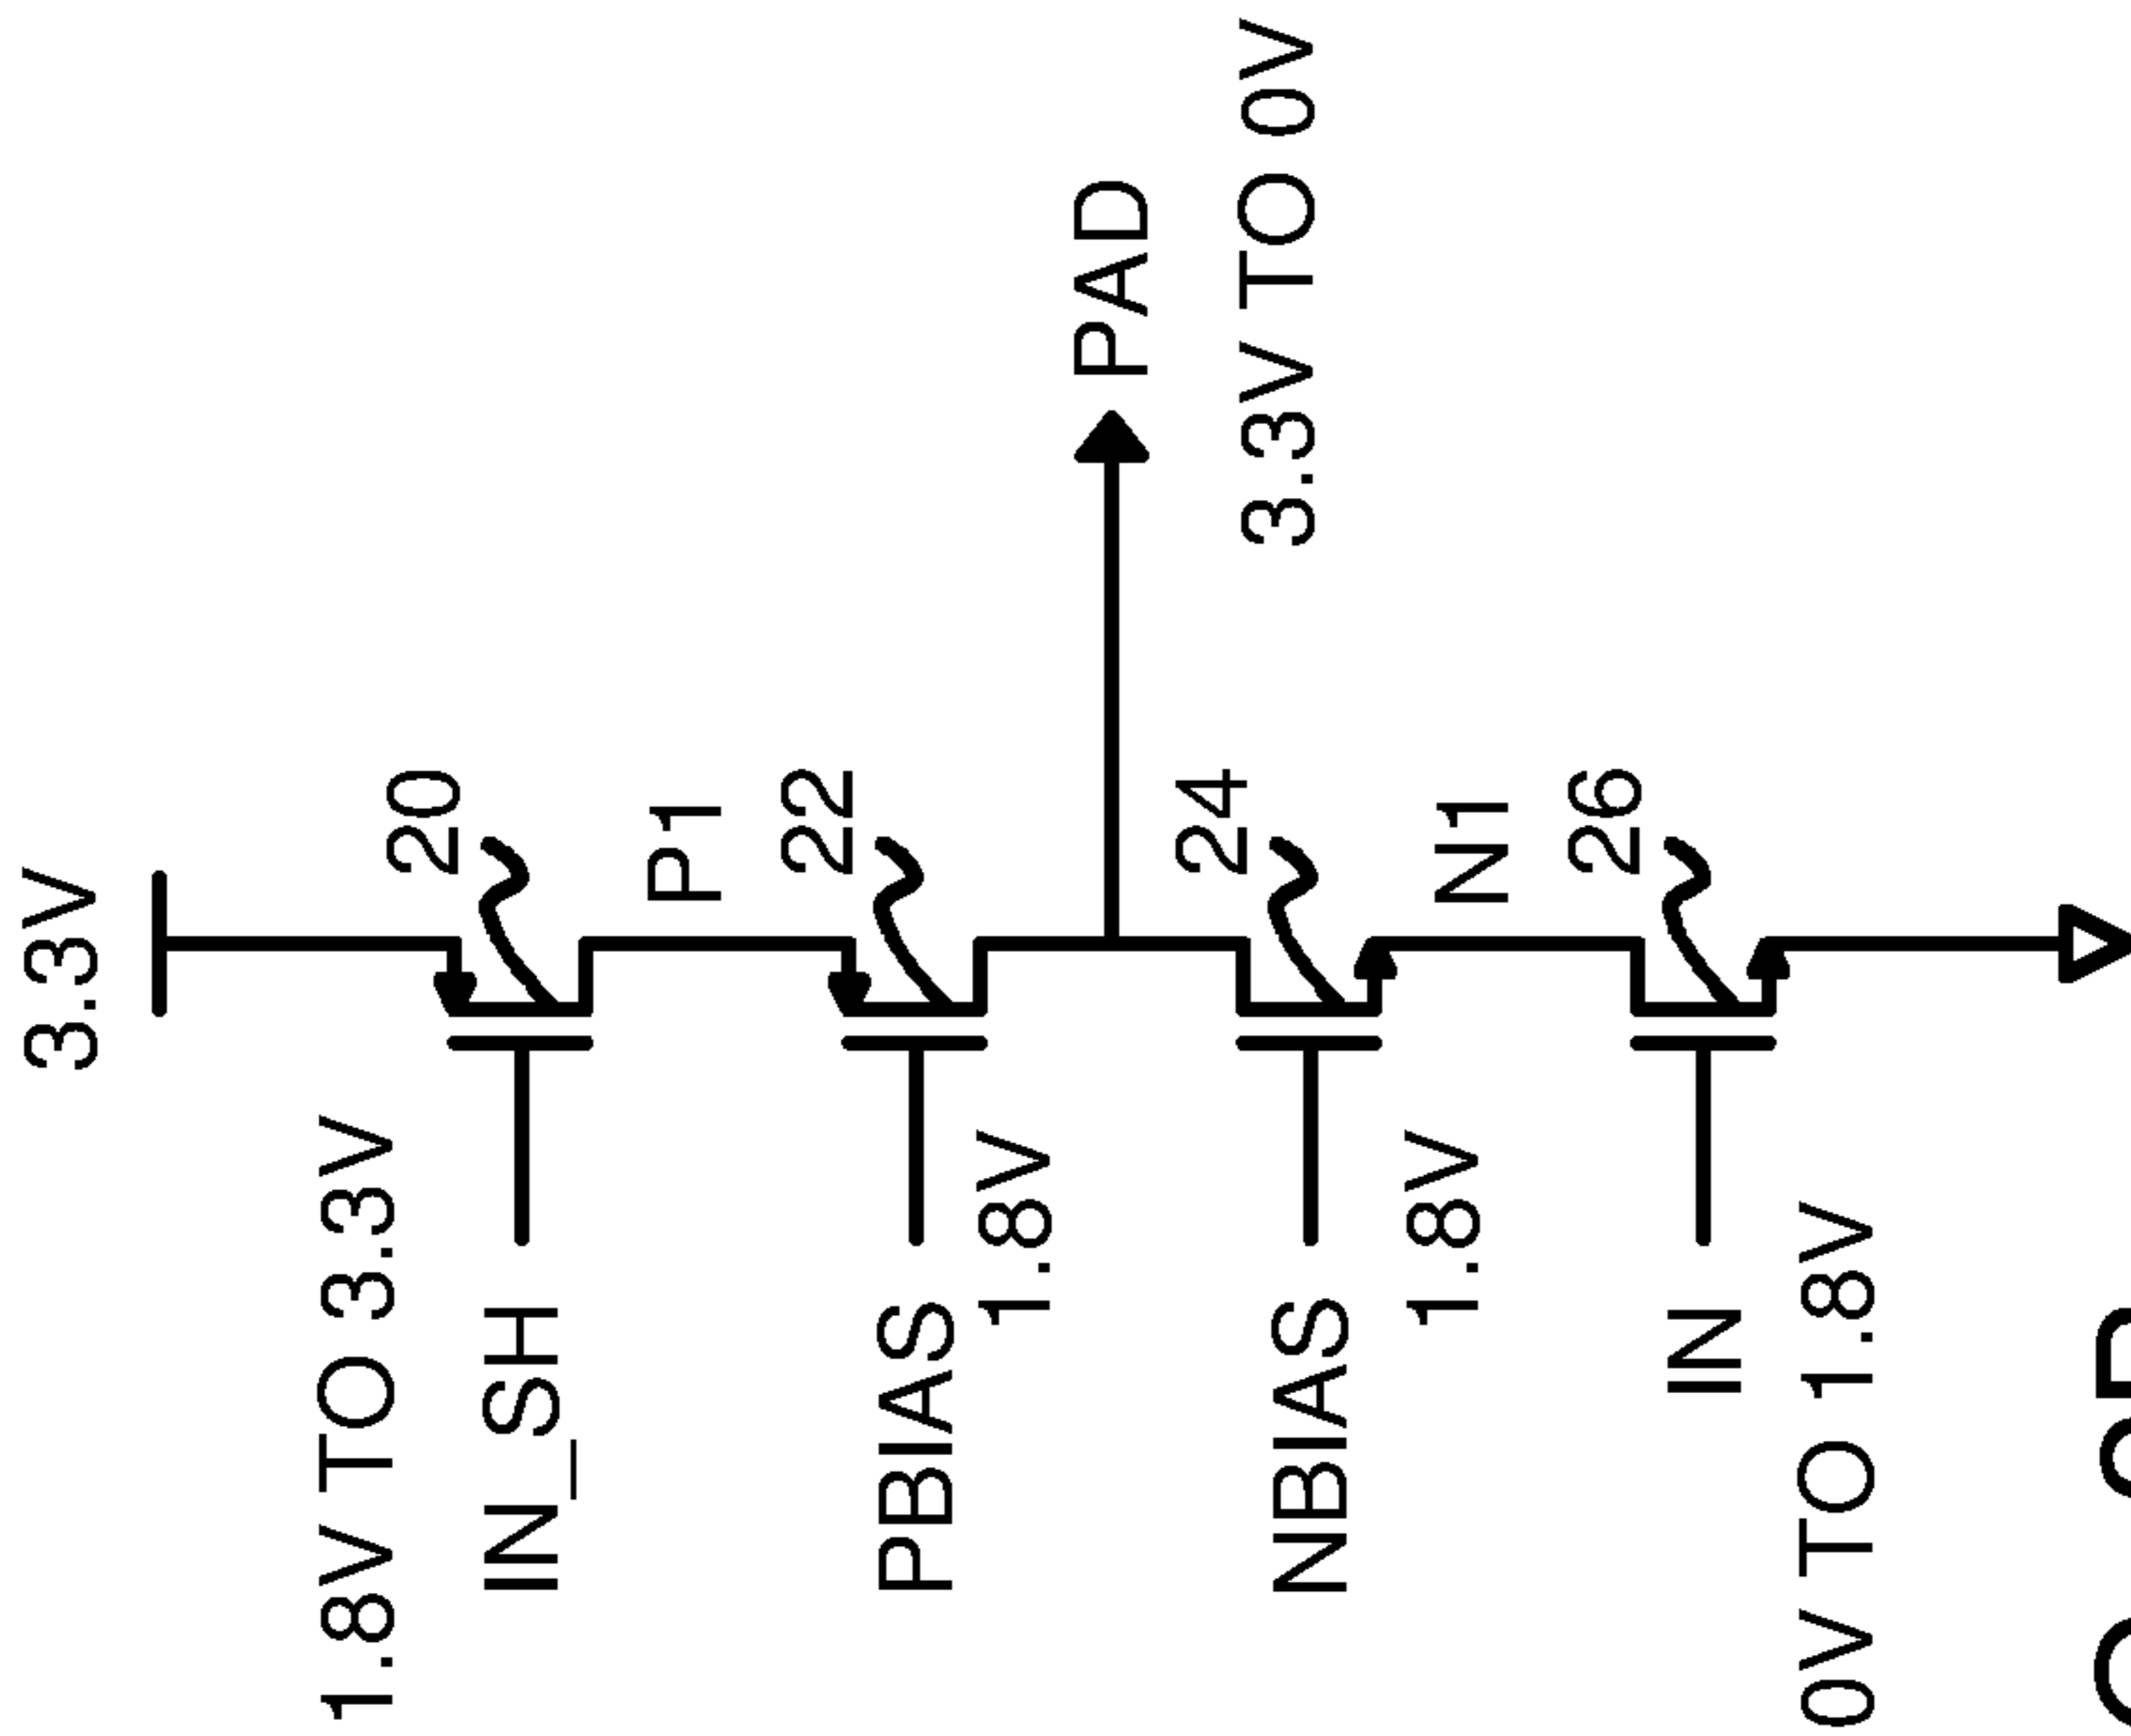 3.3V
1.8V TO 3.3V
20
IN_SH
P1
22
PBIAS
1.8V
PAD
3.3V TO 0V
24
NBIAS
1.8V
N1
26
IN
0V TO 1.8V